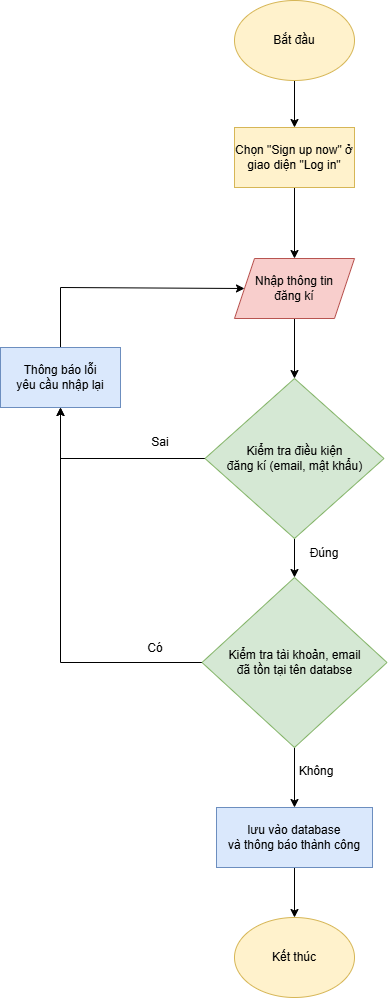 Bắt đầu
Chọn "Sign up now" ở
giao diện "Log in"
Nhập thông tin
đăng kí
Thông báo lỗi
yêu cầu nhập lại
Sai
Kiểm tra điều kiện
đăng kí (email, mật khẩu)
Đúng
Có
Kiểm tra tài khoản, email
đã tồn tại tên databse
Không
lưu vào database
và thông báo thành công
Kết thúc